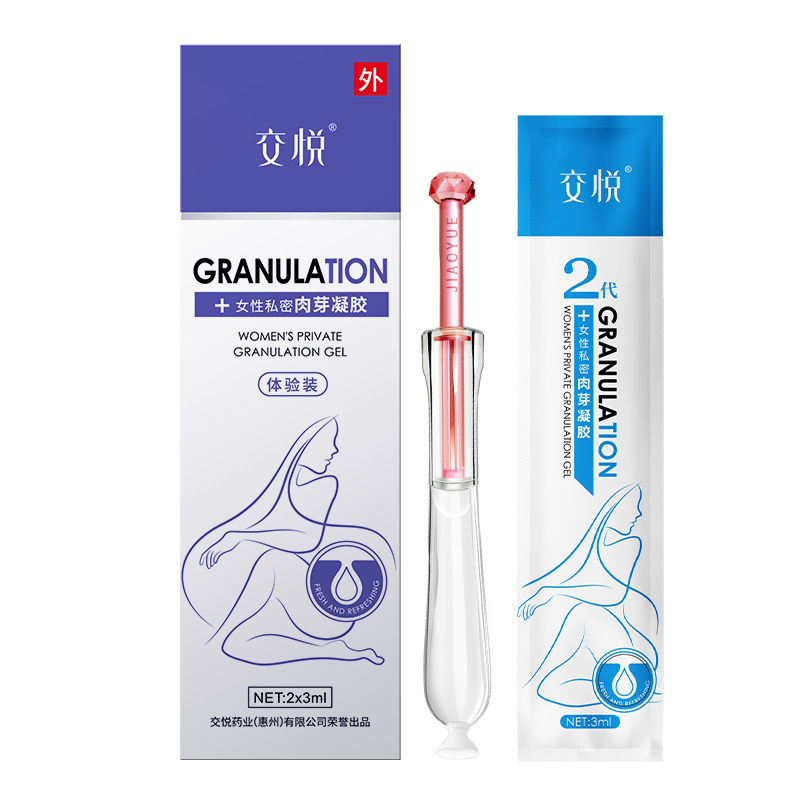 外
交悦®
GRANULATION
+ 女性私密肉芽凝胶
WOMEN'S PRIVATE
GRANULATION GEL
体验装
FRESH AND REFRESHING
NET:2x3ml
交悦药业(惠州)有限公司荣誉出品
JIAOYUE
交悦®
2代
GRANULATION
+女性私密肉芽凝胶
WOMEN'S PRIVATE GRANULATION GEL
FRESH AND REFRESHING
NET:3ml